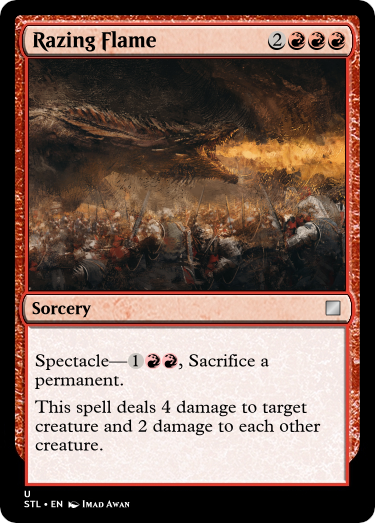 Razing Flame 2
Sorcery
Spectacle—1, Sacrifice a
permanent.
This spell deals 4 damage to target
creature and 2 damage to each other
creature.
U
STL • EN Imad Awan